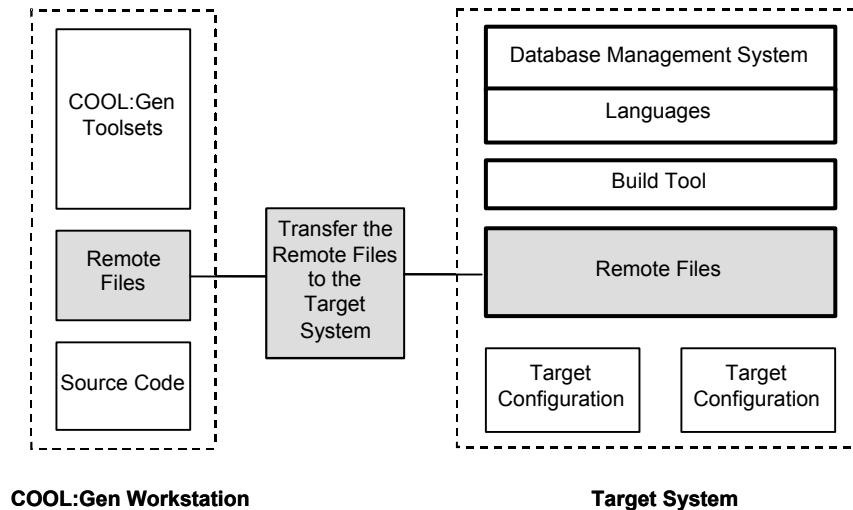 COOL:Gen
Toolsets
Remote
Files
Source Code
Transfer the
Remote Files
to the
Target
System
Database Management System
Languages
Build Tool
Remote Files
Target
Configuration
Target
Configuration
COOL:Gen Workstation
Target System